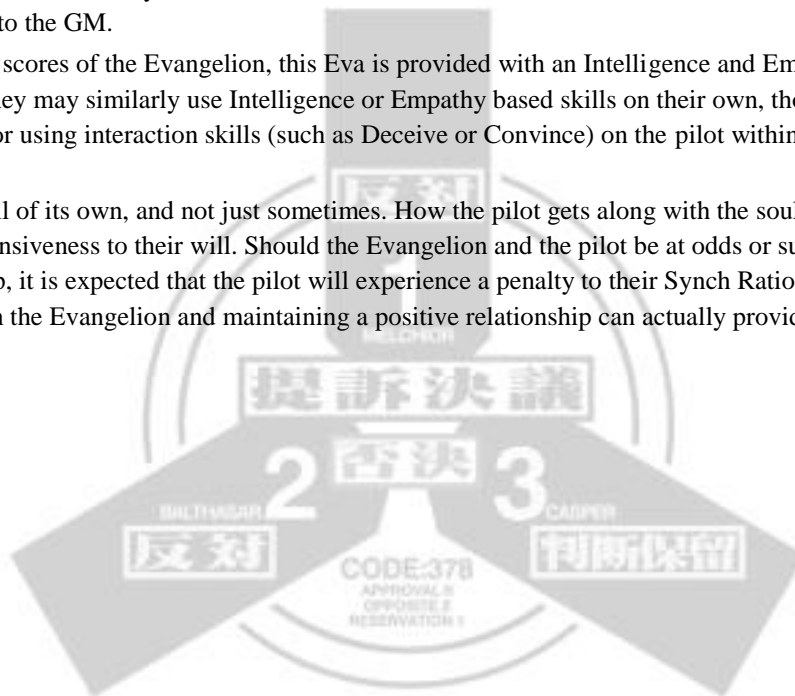 to the GM.
scores of the Evangelion, this Eva is provided with an Intelligence and Em
ey may similarly use Intelligence or Empathy based skills on their own, tho
or using interaction skills (such as Deceive or Convince) on the pilot within
l of its own, and not just sometimes. How the pilot gets along with the soul
nsiveness to their will. Should the Evangelion and the pilot be at odds or su
p, it is expected that the pilot will experience a penalty to their Synch Ratio
n the Evangelion and maintaining a positive relationship can actually provid
反対
1
MELCHIOR
提訴決議
否決
BALTHASAR 2
反対
3 CASPER
判断保留
CODE:378
APPROVAL 0
OPPOSITE 2
RESERVATION 1